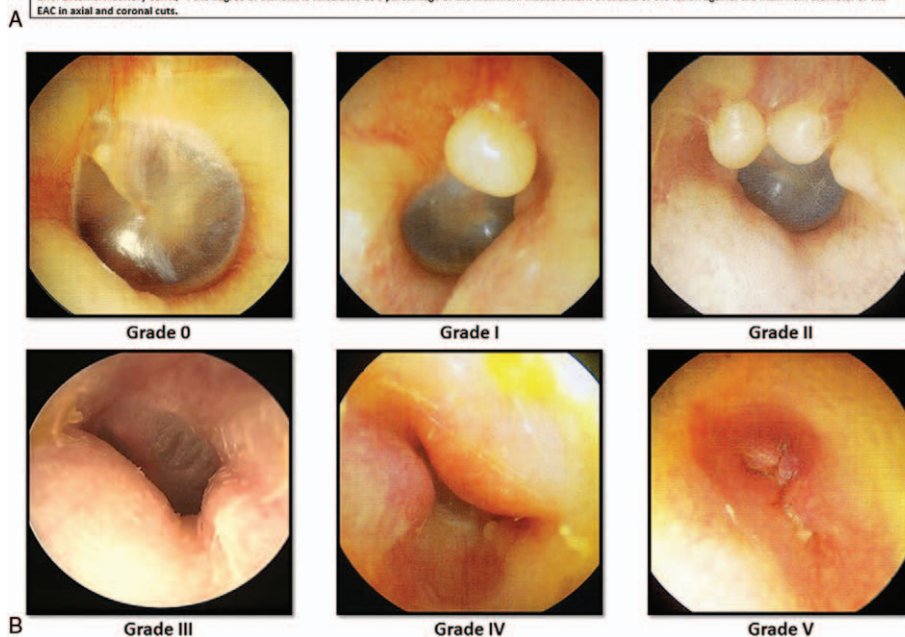 EAC in axial and coronal cuts.
A
Grade 0
Grade I
Grade II
Grade III
Grade IV
Grade V
B